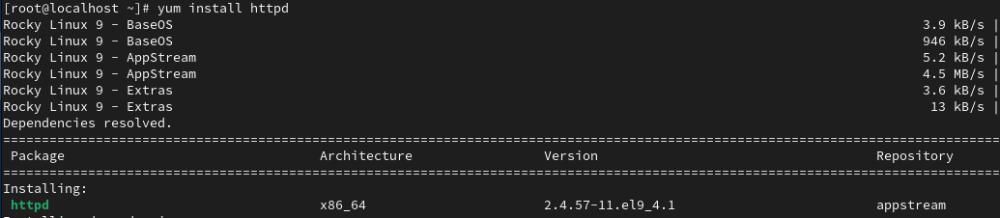 [root@localhost ~]# yum install httpd
Rocky Linux 9 - BaseOS 3.9 kB/s |
Rocky Linux 9 - BaseOS 946 kB/s |
Rocky Linux 9 - AppStream 5.2 kB/s |
Rocky Linux 9 - AppStream 4.5 MB/s |
Rocky Linux 9 - Extras 3.6 kB/s |
Rocky Linux 9 - Extras 13 kB/s |
Dependencies resolved.
Package Architecture Version Repository
Installing:
httpd x86_64 2.4.57-11.el9_4.1 appstream